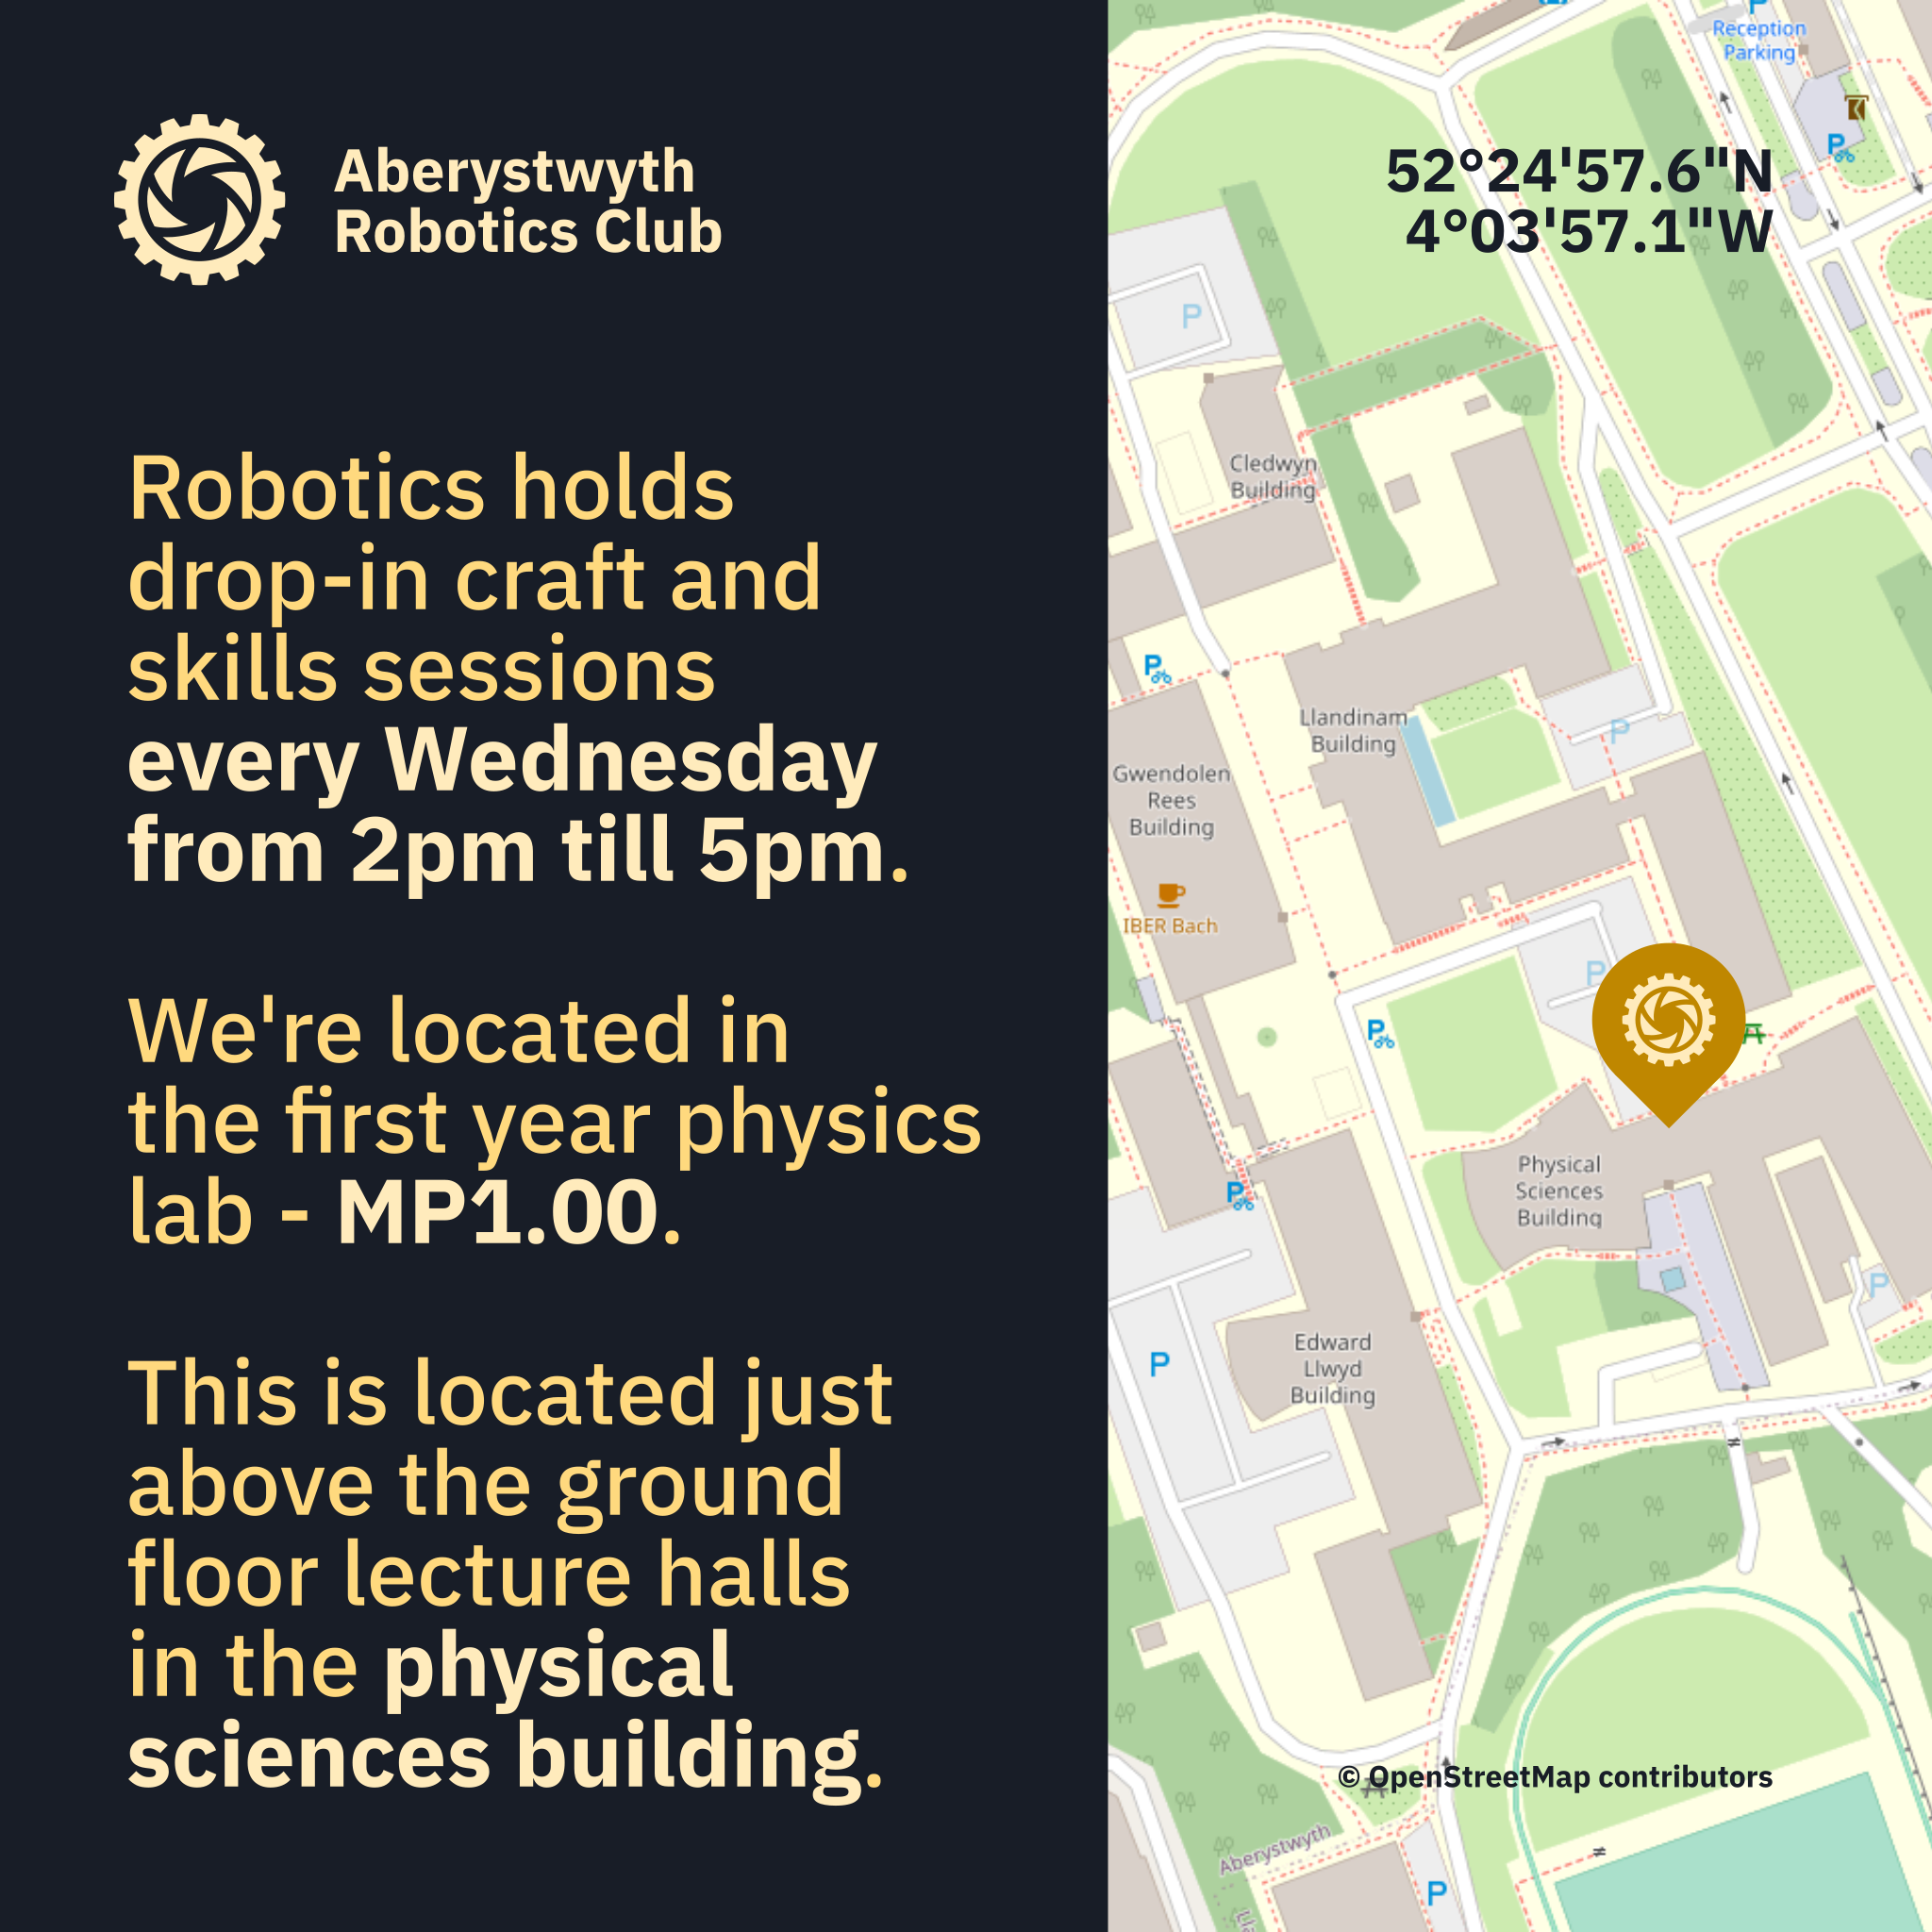 Aberystwyth
Robotics Club
Robotics holds
drop-in craft and
skills sessions
every Wednesday
from 2pm till 5pm.
We're located in
the first year physics
lab - MP1.00.
This is located just
above the ground
floor lecture halls
in the physical
sciences building.
52°24'57.6"N
4°03'57.1"W
P
Reception
Parking
P
P
Cledwyn
Building
P
Llandinam
Building
P
Gwendolen
Rees
Building
IBER Bach
P
P
Physical
Sciences
Building
P
P
Edward
Llwyd
Building
P
© OpenStreetMap contributors
Aberystwyth
P